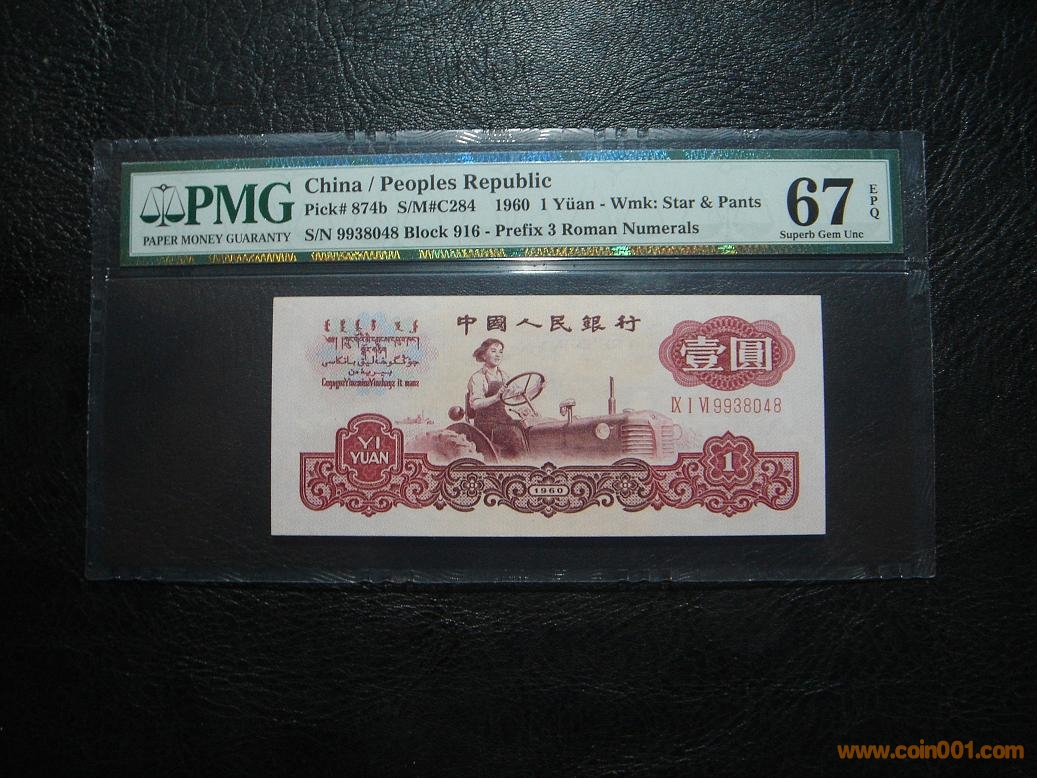 PMG
PAPER MONEY GUARANTY
China / Peoples Republic
Pick# 874b S/M#C284 1960 1 Yüan - Wmk: Star & Pants
S/N 9938048 Block 916 - Prefix 3 Roman Numerals
67
EPQ
Superb Gem Unc
中國人民銀行
壹圓
IX I VI 9938048
YI
YUAN
1960
1
www.coin001.com